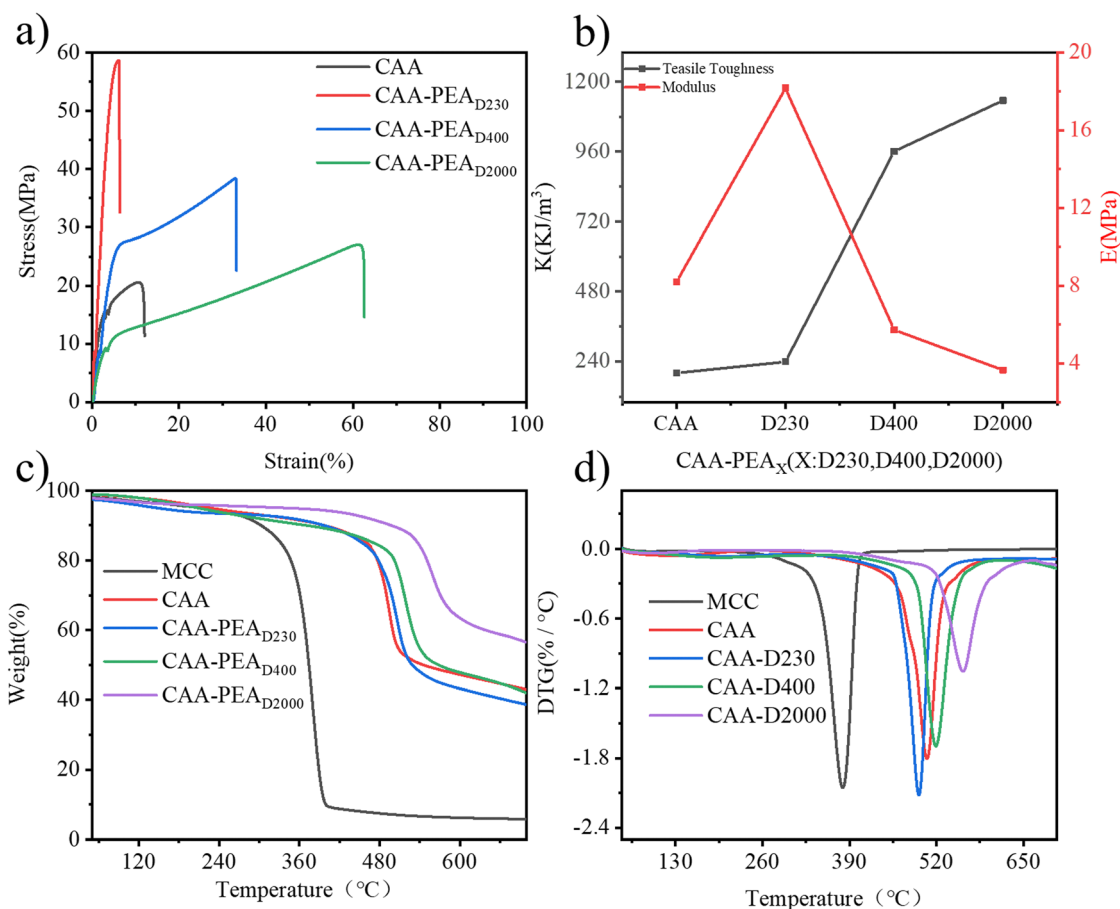 a)
60
50
40
30
20
10
0
0 20 40 60 80 100
Stress(MPa)
Strain(%)
CAA
CAA-PEA_D230
CAA-PEA_D400
CAA-PEA_D2000
b)
1200
960
720
480
240
K(KJ/m³)
Teasile Toughness
Modulus
20
16
12
8
4
E(MPa)
CAA D230 D400 D2000
CAA-PEA_X(X:D230,D400,D2000)
c)
100
80
60
40
20
0
Weight(%)
MCC
CAA
CAA-PEA_D230
CAA-PEA_D400
CAA-PEA_D2000
120 240 360 480 600
Temperature（℃）
d)
0.0
-0.6
-1.2
-1.8
-2.4
DTG(% / ℃)
MCC
CAA
CAA-D230
CAA-D400
CAA-D2000
130 260 390 520 650
Temperature（℃）